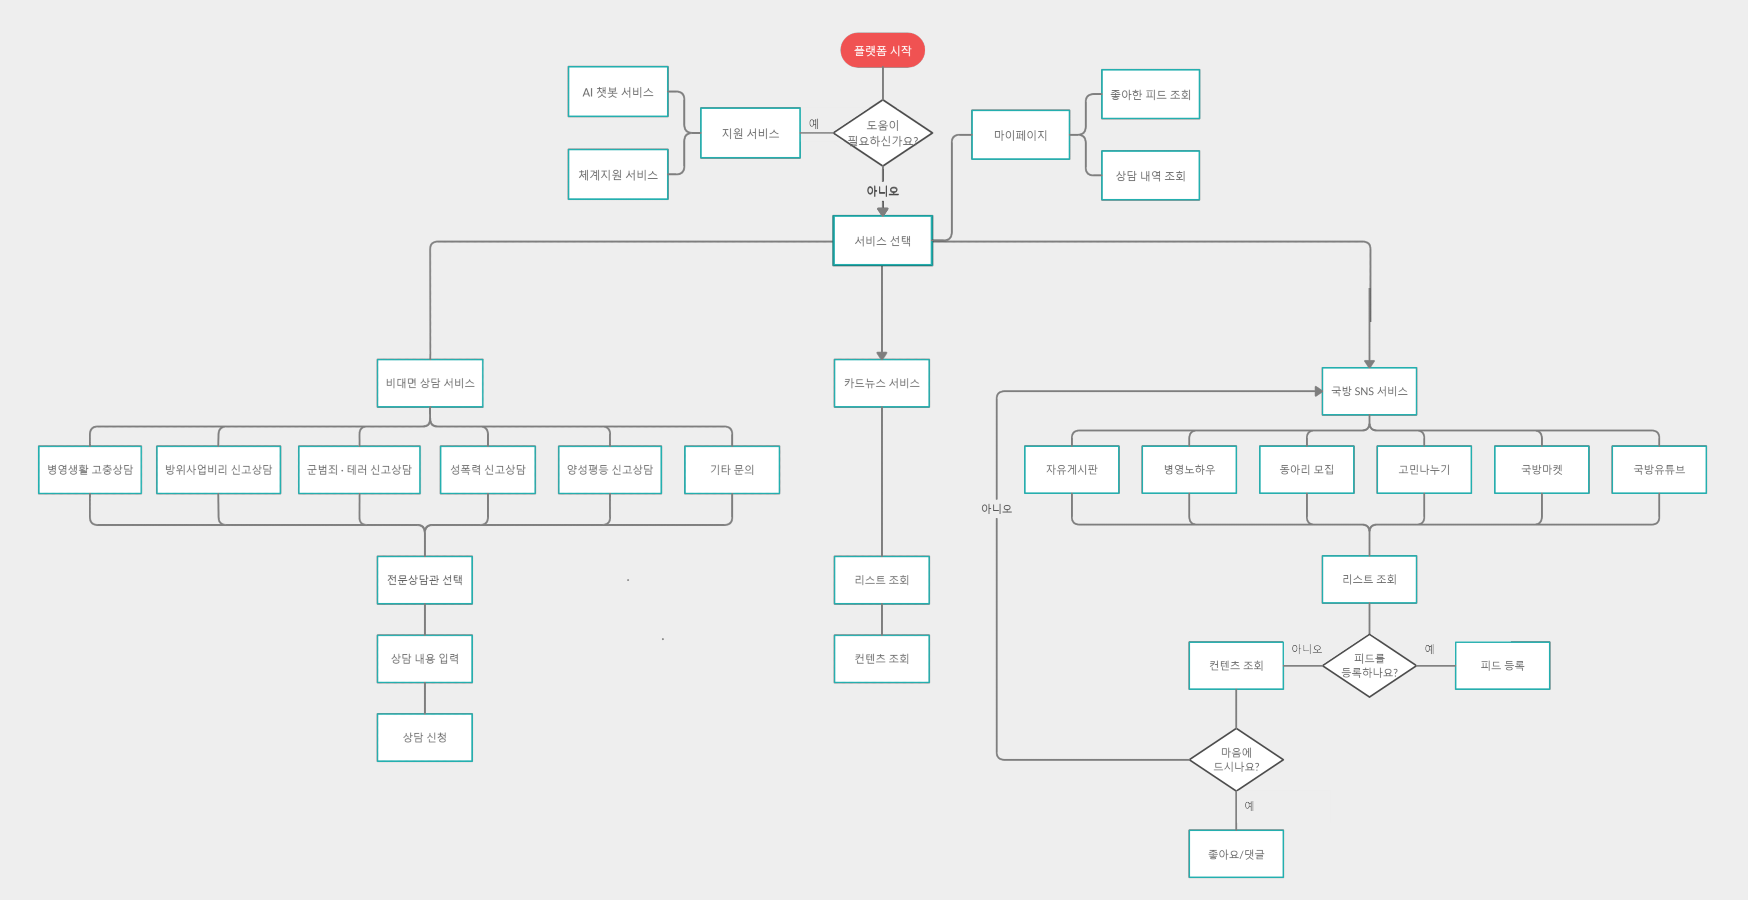 플랫폼 시작
AI 챗봇 서비스
좋아한 피드 조회
지원 서비스
예
도움이
필요하신가요?
마이페이지
체계지원 서비스
상담 내역 조회
아니오
서비스 선택
비대면 상담 서비스
카드뉴스 서비스
국방 SNS 서비스
병영생활 고충상담
방위사업비리 신고상담
군범죄·테러 신고상담
성폭력 신고상담
양성평등 신고상담
기타 문의
자유게시판
병영노하우
동아리 모집
고민나누기
국방마켓
국방유튜브
아니오
전문상담관 선택
리스트 조회
리스트 조회
상담 내용 입력
컨텐츠 조회
컨텐츠 조회
아니오
피드를
등록하나요?
예
피드 등록
상담 신청
마음에
드시나요?
예
좋아요/댓글